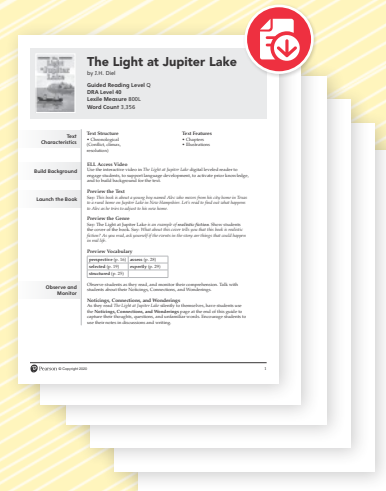 The Light at Jupiter Lake
by J.H. Diel
Guided Reading Level Q
DRA Level 40
Lexile Measure 800L
Word Count 3,356
The
Light
at Jupiter
Lake
Text
Characteristics
Text Structure
• Chronological
(Conflict, climax,
resolution)
Text Features
• Chapters
• Illustrations
Build Background
ELL Access Video
Use the interactive video in The Light at Jupiter Lake digital leveled reader to
engage students, to support language development, to activate prior knowledge,
and to build background for the text.
Launch the Book
Preview the Text
Say: This book is about a young boy named Alec who moves from his city home in Texas
to a rural home on Jupiter Lake in New Hampshire. Let's read to find out what happens
to Alec as he tries to adjust to his new home.
Preview the Genre
Say: The Light at Jupiter Lake is an example of realistic fiction. Show students
the cover of the book. Say: What about this cover tells you that this book is realistic
fiction? As you read, ask yourself if the events in the story are things that could happen
in real life.
Preview Vocabulary
perspective (p. 16) access (p. 28)
selected (p. 19) expertly (p. 29)
structured (p. 25)
Observe and
Monitor
Observe students as they read, and monitor their comprehension. Talk with
students about their Noticings, Connections, and Wonderings.
Noticings, Connections, and Wonderings
As they read The Light at Jupiter Lake silently to themselves, have students use
the Noticings, Connections, and Wonderings page at the end of this guide to
capture their thoughts, questions, and unfamiliar words. Encourage students to
use their notes in discussions and writing.
Pearson © Copyright 2020
1